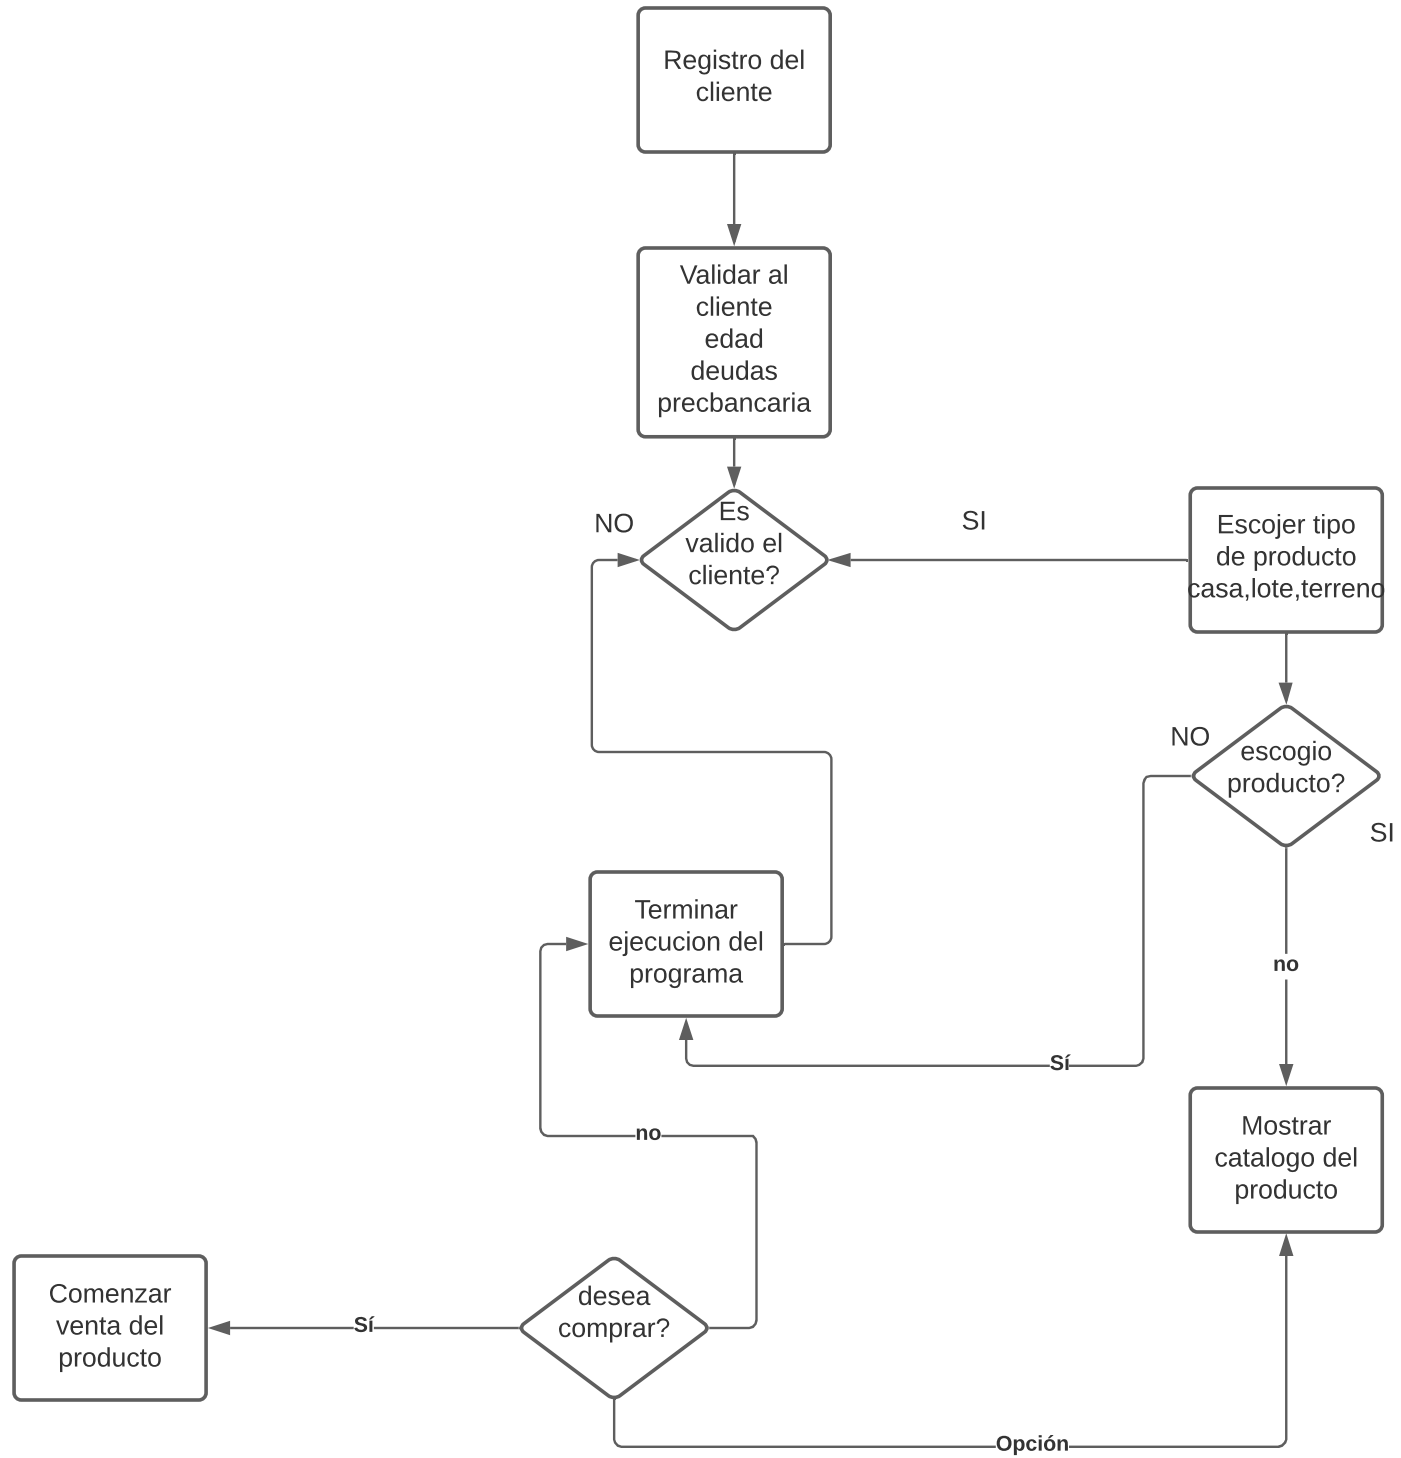 Registro del
cliente
Validar al
cliente
edad
deudas
precbancaria
NO
Es
valido el
cliente?
SI
Escojer tipo
de producto
casa,lote,terreno
NO
escogio
producto?
SI
Terminar
ejecucion del
programa
no
Sí
no
Mostrar
catalogo del
producto
Comenzar
venta del
producto
Sí
desea
comprar?
Opción